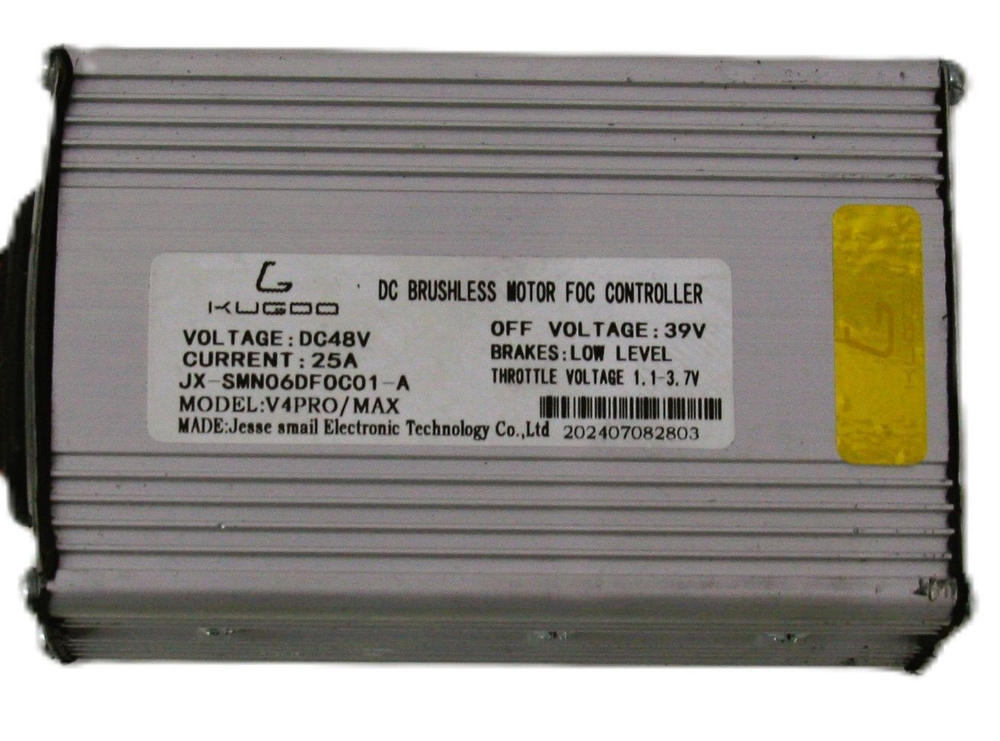 KUGOO
DC BRUSHLESS MOTOR FOC CONTROLLER
VOLTAGE:DC48V
CURRENT:25A
JX-SMN06DF0C01-A
MODEL:V4PRO/MAX
MADE:Jesse smail Electronic Technology Co.,Ltd
OFF VOLTAGE:39V
BRAKES:LOW LEVEL
THROTTLE VOLTAGE 1.1-3.7V
202407082803